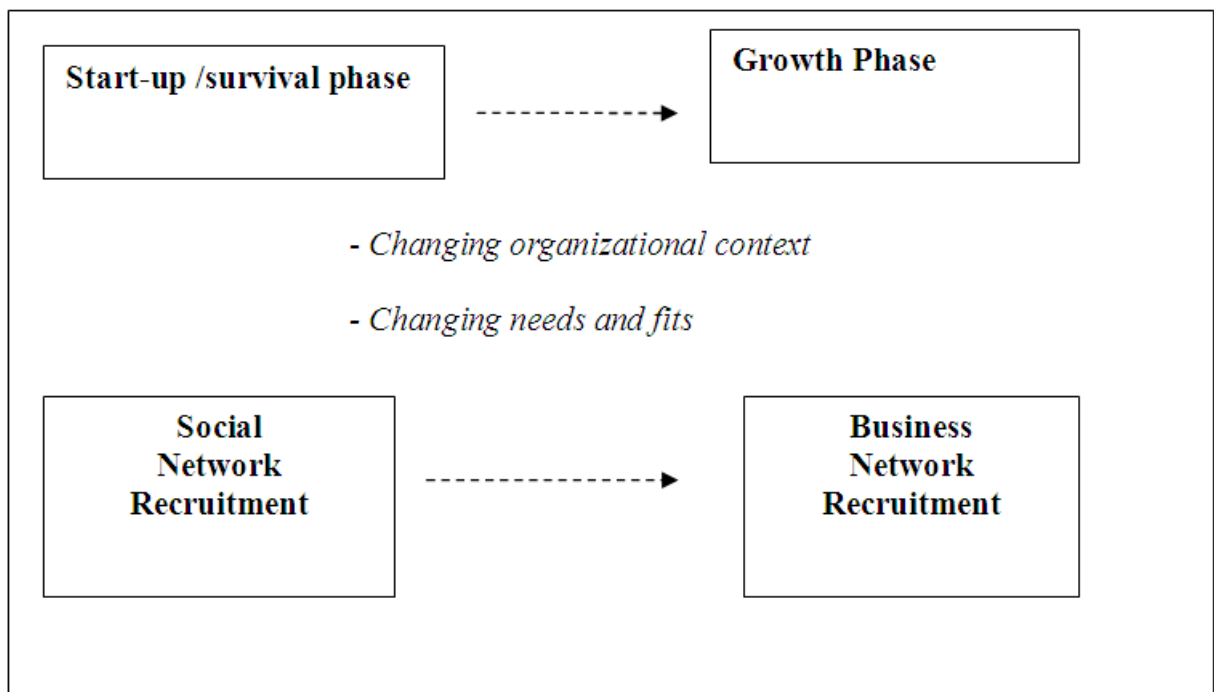 Start-up /survival phase
Growth Phase
- Changing organizational context
- Changing needs and fits
Social
Network
Recruitment
Business
Network
Recruitment